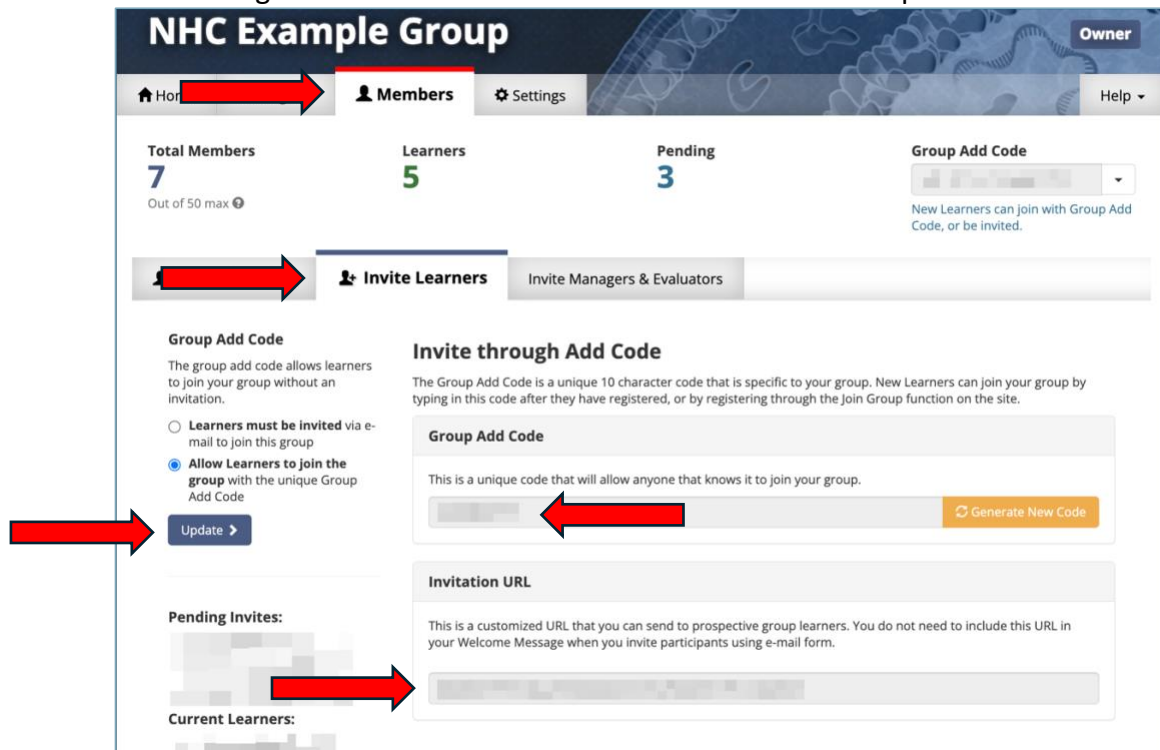 NHC Example Group
Owner
Members
Settings
Help
Total Members
Learners
Pending
Group Add Code
7
5
3
Out of 50 max
New Learners can join with Group Add
Code, or be invited.
Invite Learners
Invite Managers & Evaluators
Group Add Code
The group add code allows learners
to join your group without an
invitation.
Learners must be invited via e-
mail to join this group
Allow Learners to join the
group with the unique Group
Add Code
Update
Pending Invites:
Current Learners:
Invite through Add Code
The Group Add Code is a unique 10 character code that is specific to your group. New Learners can join your group by
typing in this code after they have registered, or by registering through the Join Group function on the site.
Group Add Code
This is a unique code that will allow anyone that knows it to join your group.
Generate New Code
Invitation URL
This is a customized URL that you can send to prospective group learners. You do not need to include this URL in
your Welcome Message when you invite participants using e-mail form.